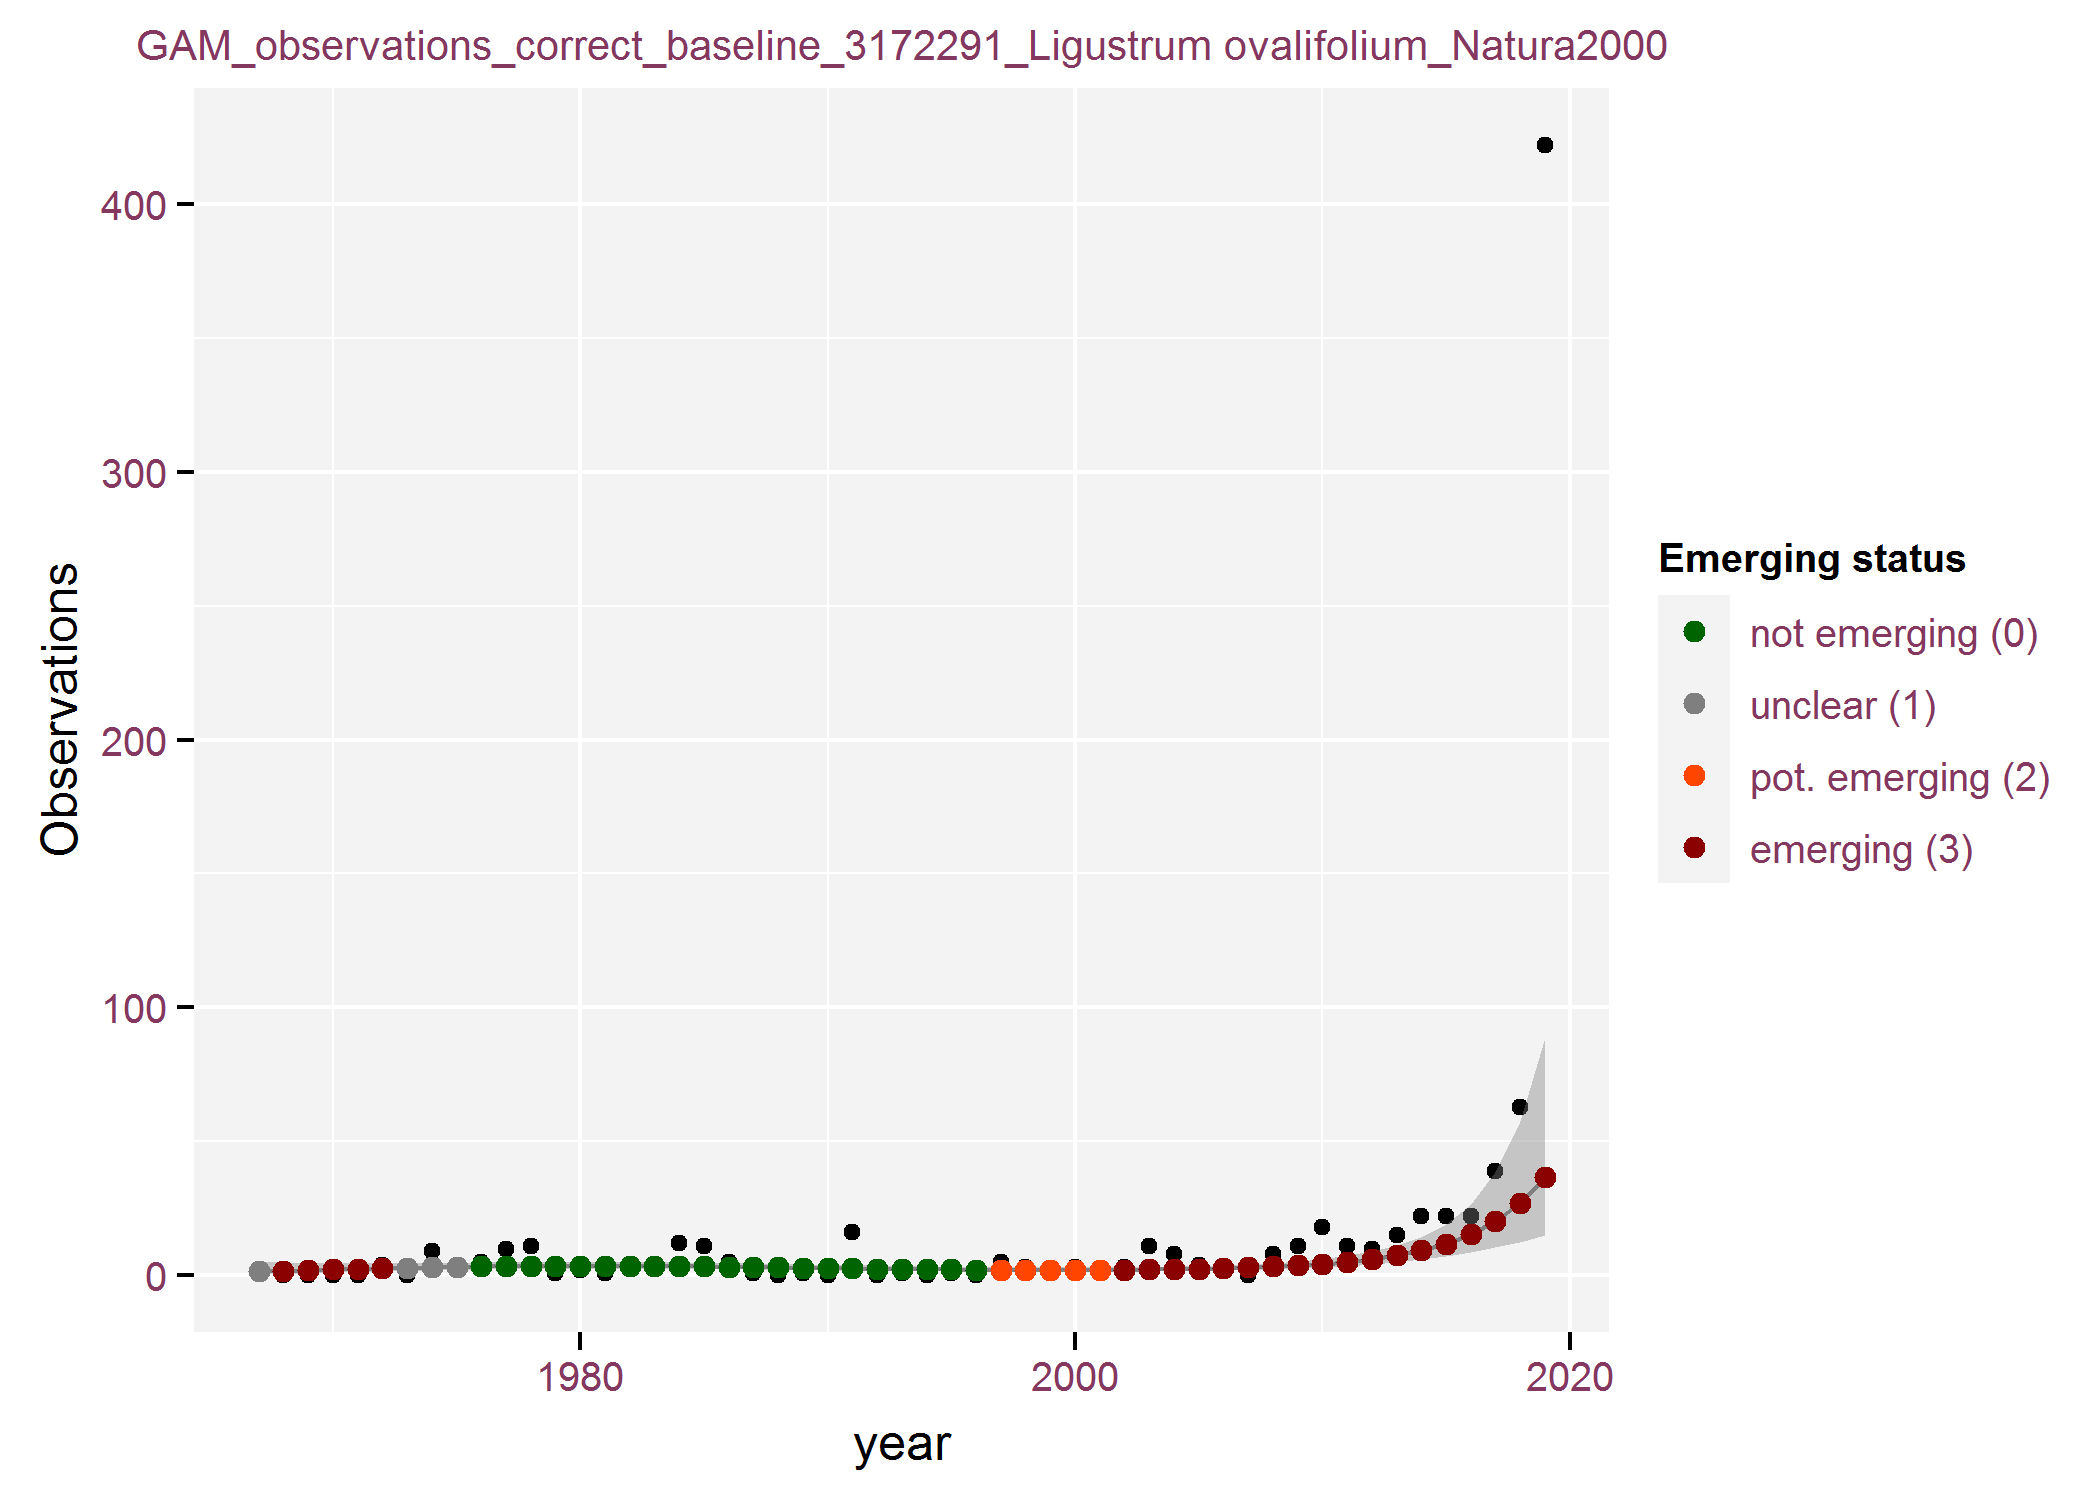 GAM_observations_correct_baseline_3172291_Ligustrum ovalifolium_Natura2000
Observations
400
300
200
100
0
1980
2000
2020
year
Emerging status
not emerging (0)
unclear (1)
pot. emerging (2)
emerging (3)